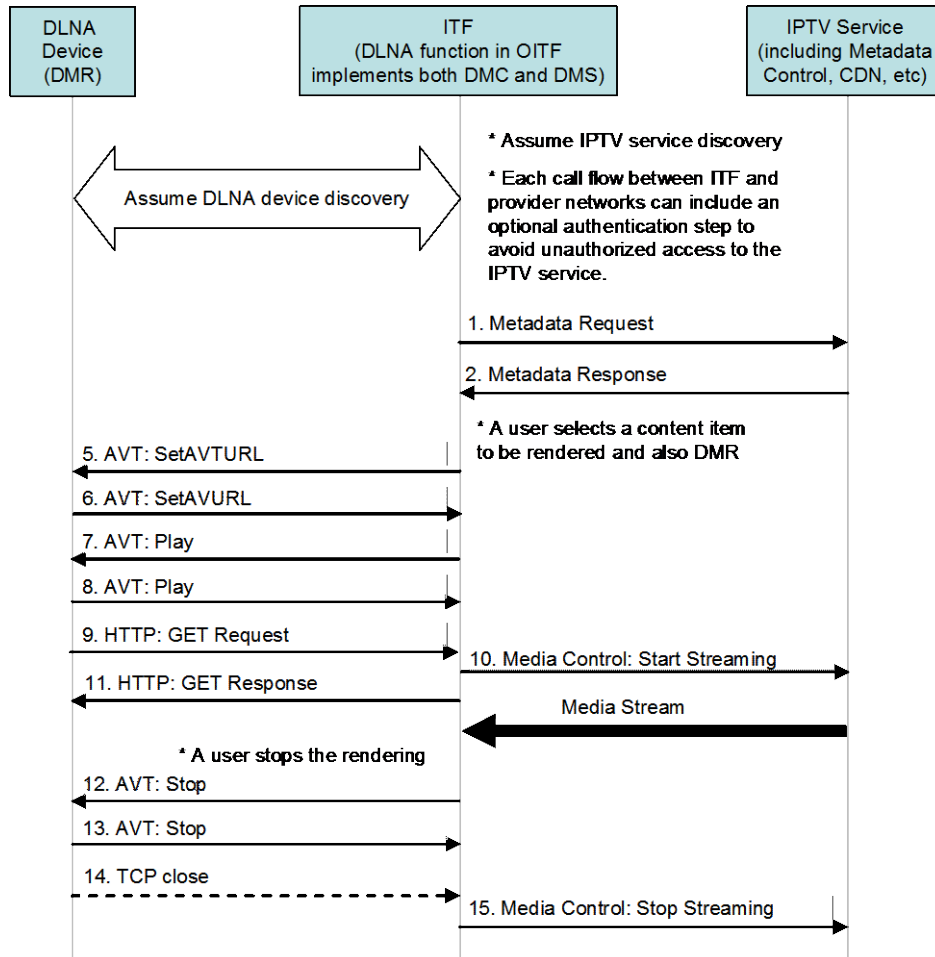 DLNA
Device
(DMR)
ITF
(DLNA function in OITF
implements both DMC and DMS)
IPTV Service
(including Metadata
Control, CDN, etc)
* Assume IPTV service discovery
Assume DLNA device discovery
* Each call flow between ITF and
provider networks can include an
optional authentication step to
avoid unauthorized access to the
IPTV service.
1. Metadata Request
2. Metadata Response
* A user selects a content item
to be rendered and also DMR
5. AVT: SetAVTURL
6. AVT: SetAVURL
7. AVT: Play
8. AVT: Play
9. HTTP: GET Request
10. Media Control: Start Streaming
11. HTTP: GET Response
Media Stream
* A user stops the rendering
12. AVT: Stop
13. AVT: Stop
14. TCP close
15. Media Control: Stop Streaming